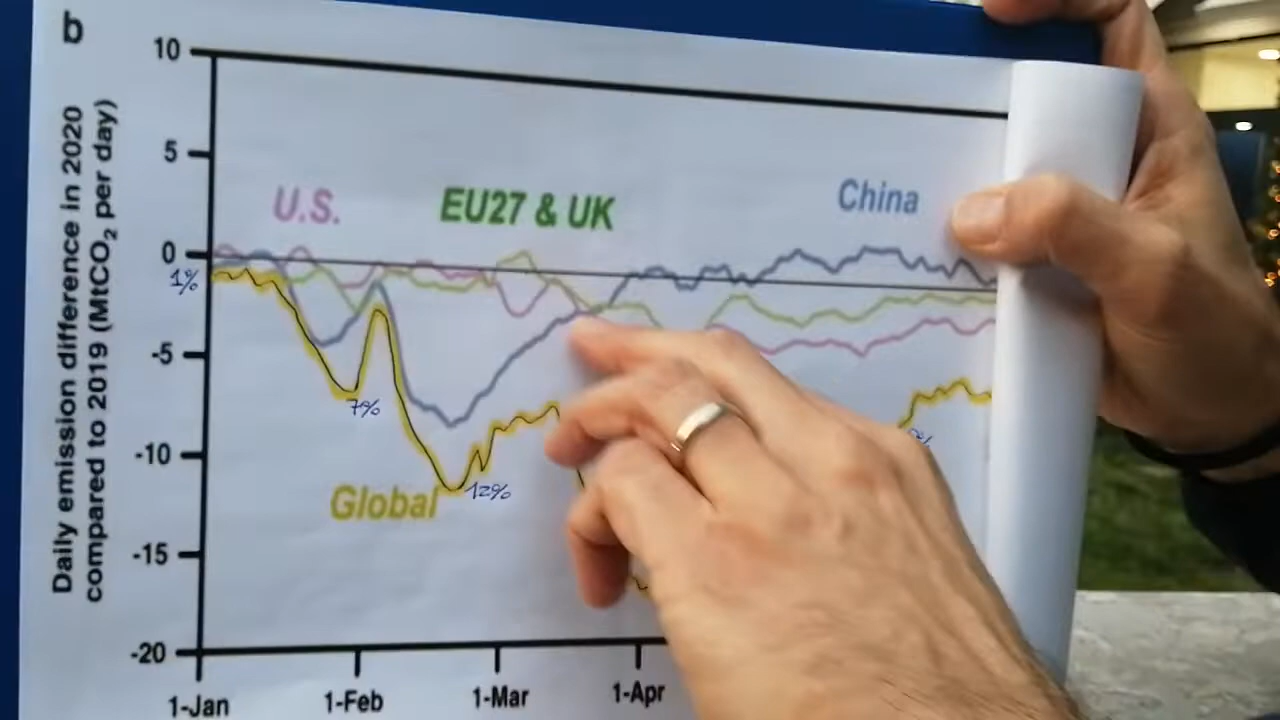 b
Daily emission difference in 2020
compared to 2019 (MtCO₂ per day)
10
5
0
-5
-10
-15
-20
U.S.
EU27 & UK
China
1%
7%
12%
Global
1-Jan
1-Feb
1-Mar
1-Apr